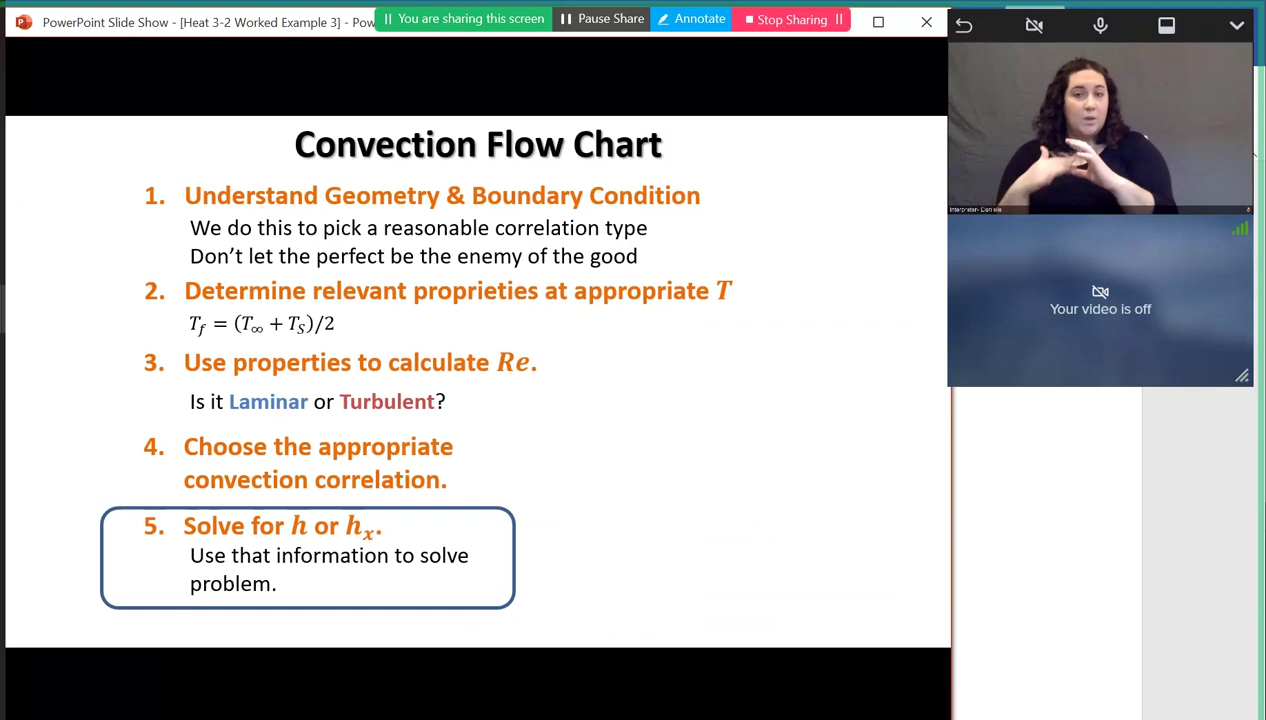 PowerPoint Slide Show - [Heat 3-2 Worked Example 3] - Pow
You are sharing this screen
Pause Share
Annotate
Stop Sharing
Convection Flow Chart
1. Understand Geometry & Boundary Condition
We do this to pick a reasonable correlation type
Don't let the perfect be the enemy of the good
2. Determine relevant proprieties at appropriate T
T_f = (T_∞ + T_S)/2
3. Use properties to calculate Re.
Is it Laminar or Turbulent?
4. Choose the appropriate
convection correlation.
5. Solve for h or h_x.
Use that information to solve
problem.
Interpreter- Danielle
Your video is off